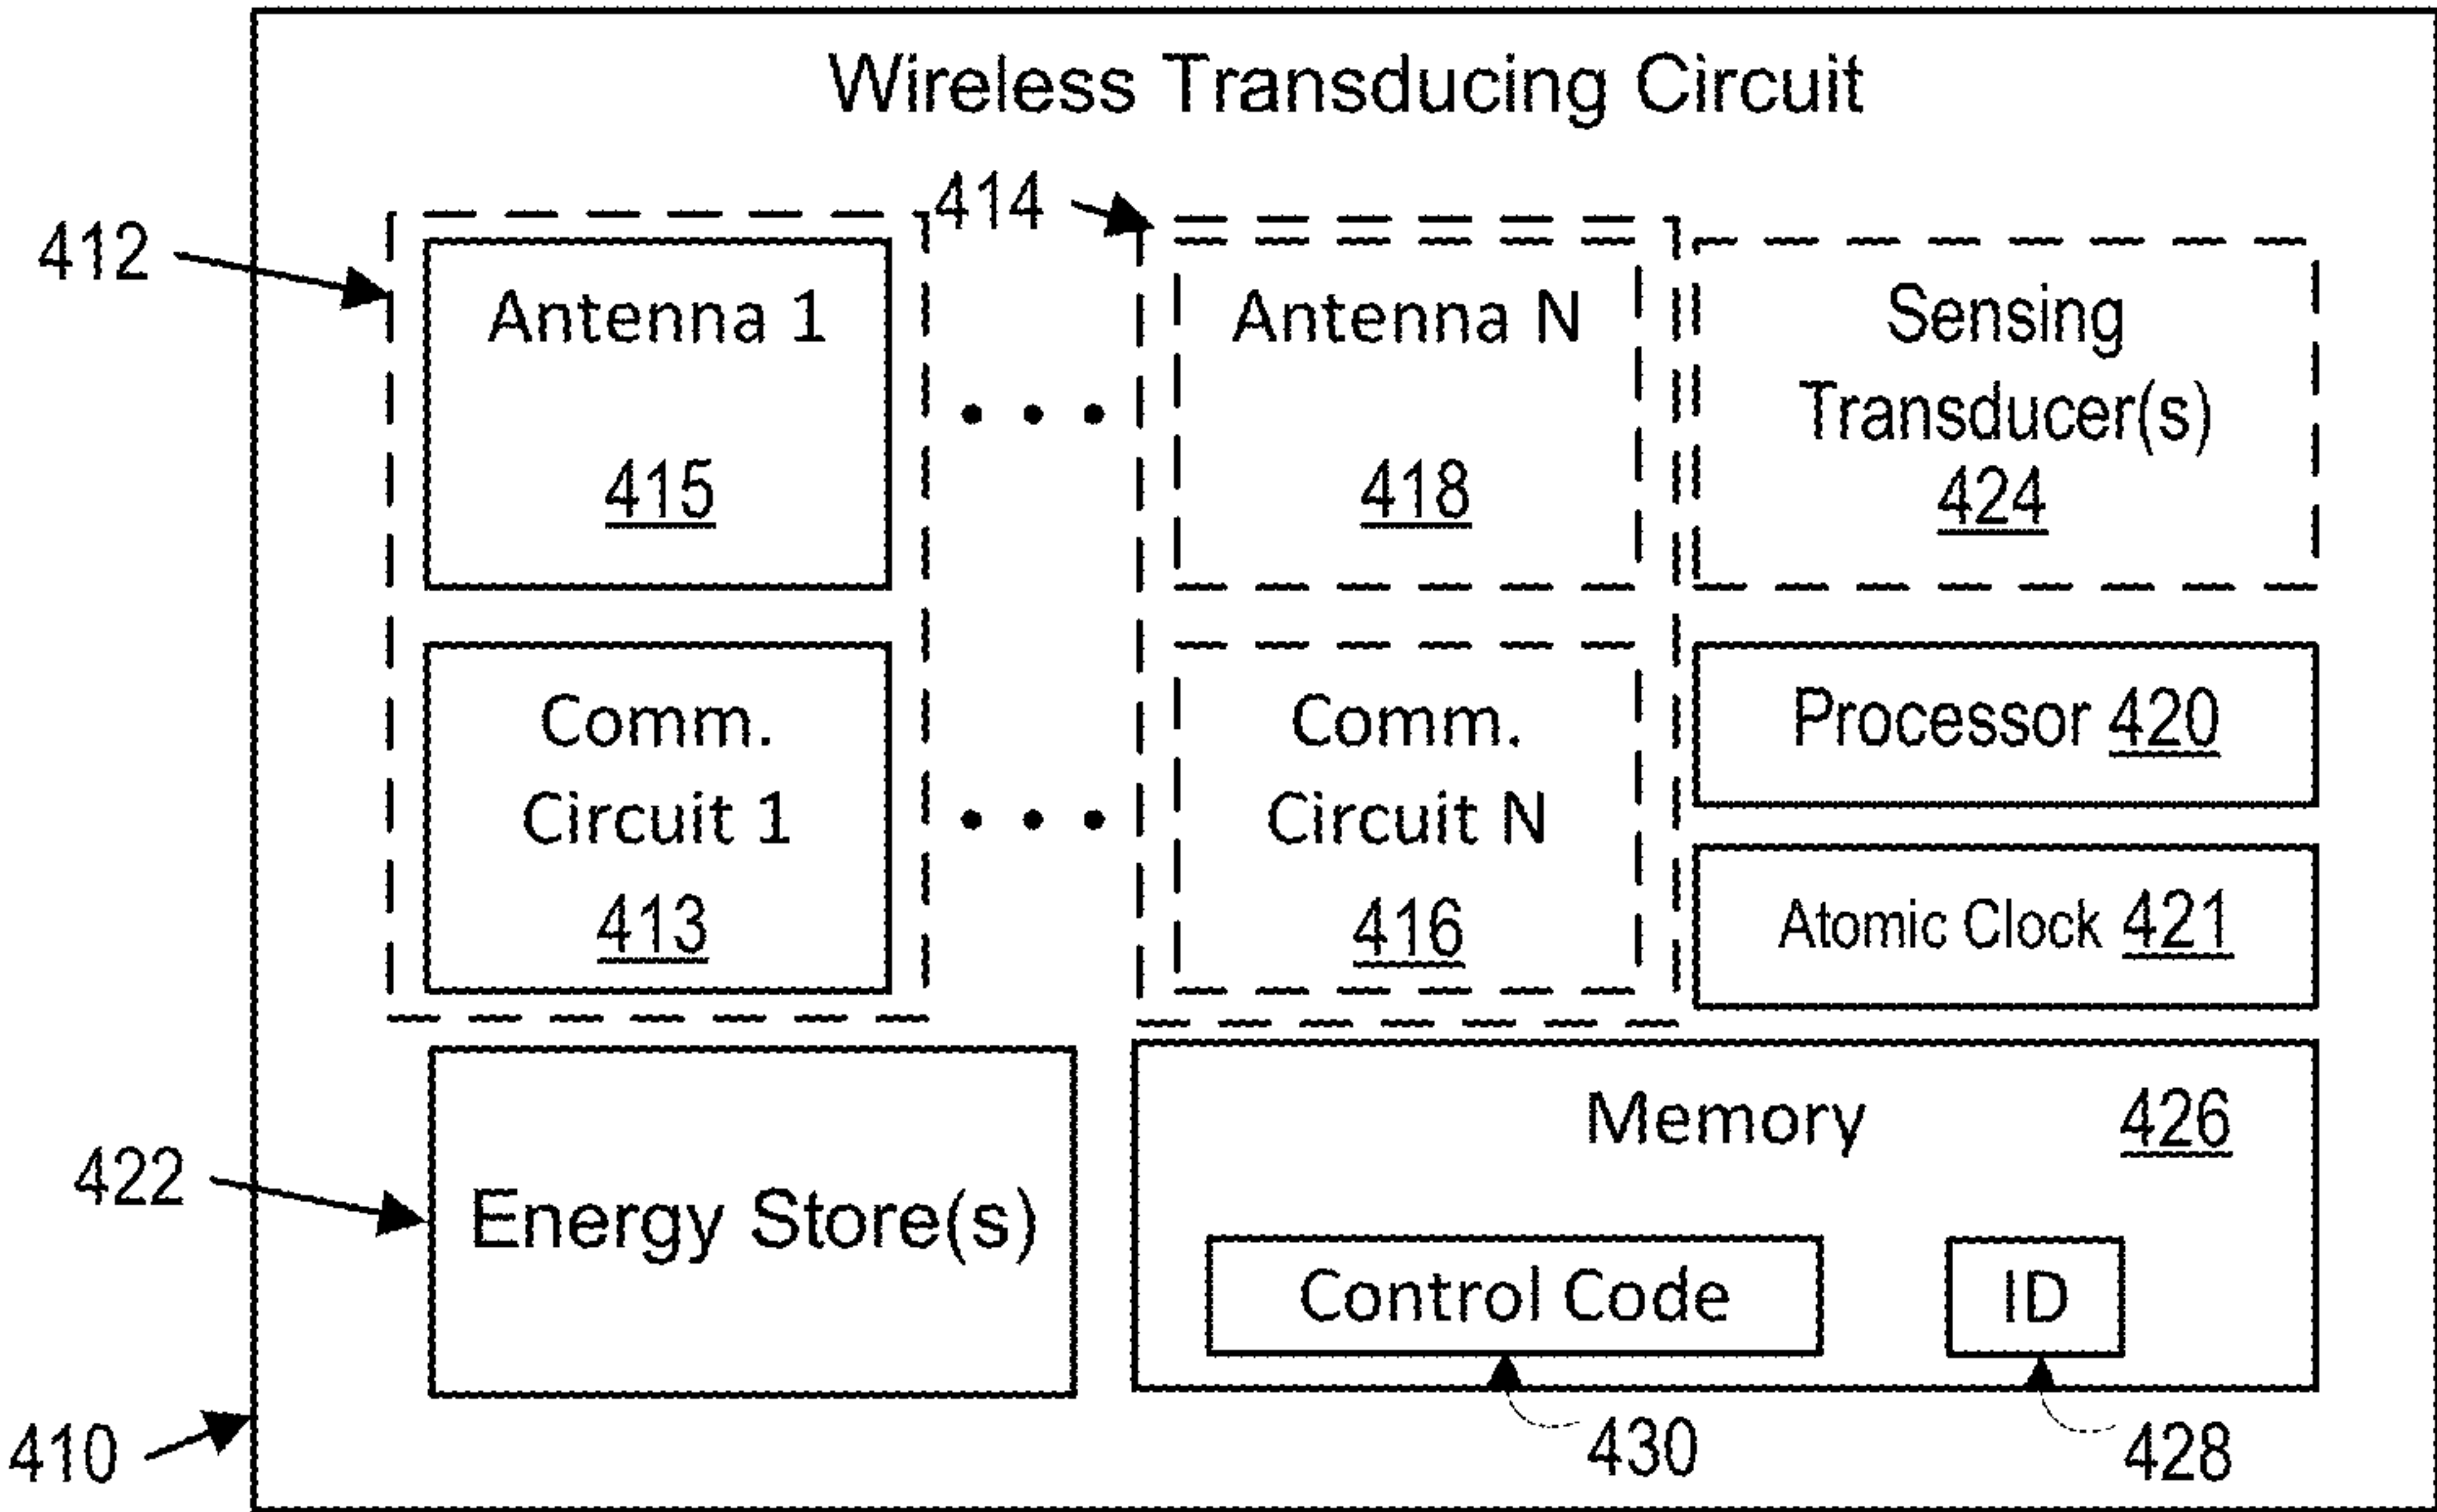 Wireless Transducing Circuit
412
414
Antenna 1
415
• • •
Antenna N
418
Sensing
Transducer(s)
424
Comm.
Circuit 1
413
• • •
Comm.
Circuit N
416
Processor 420
Atomic Clock 421
422
Energy Store(s)
Memory 426
Control Code
ID
410
430
428